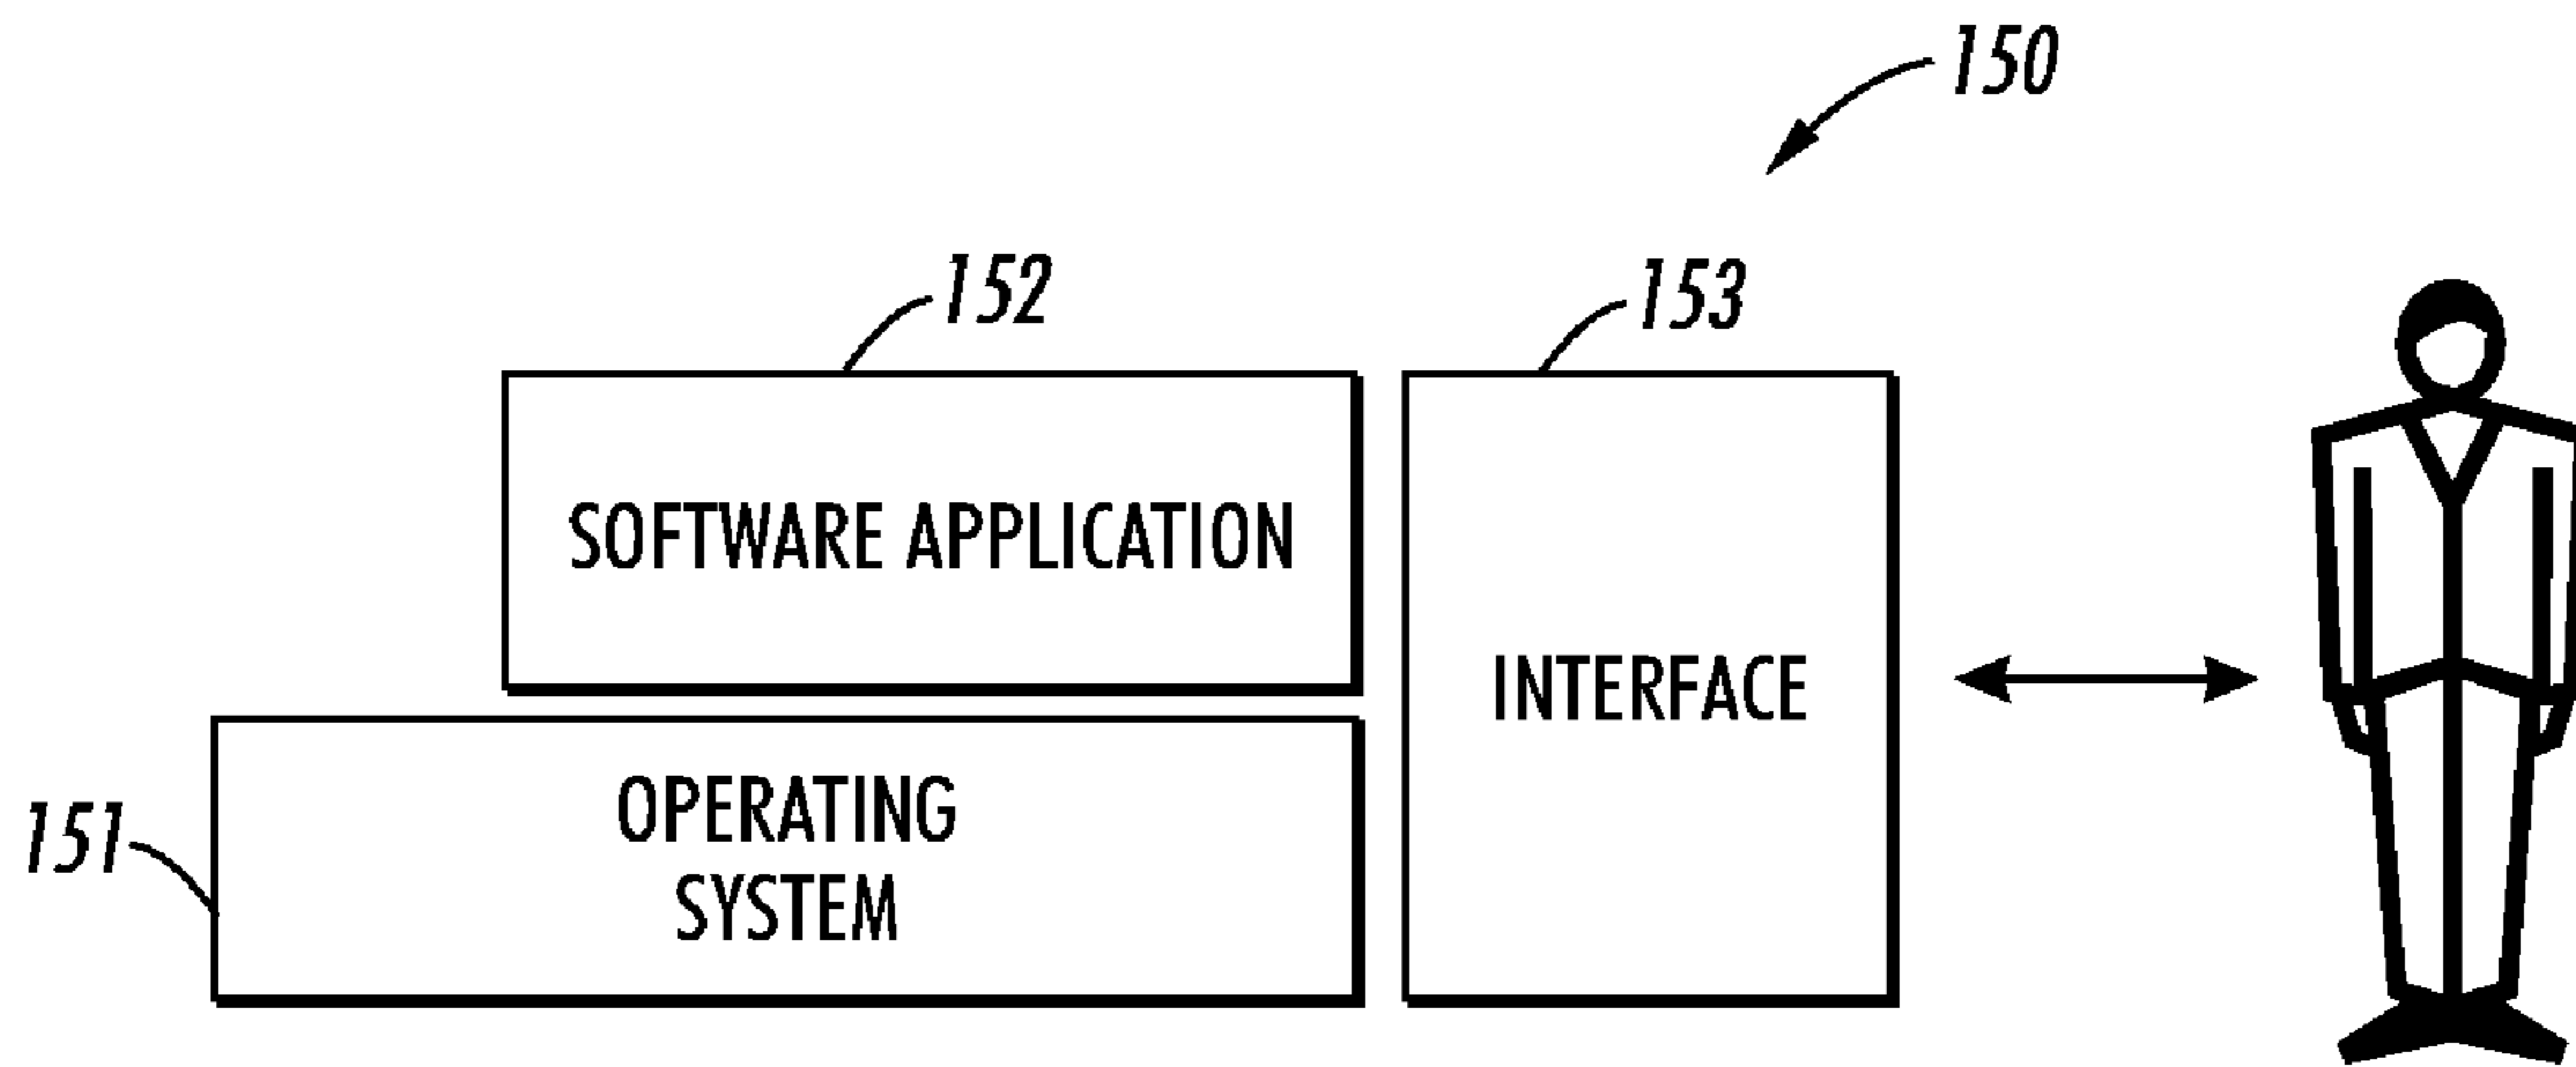 150
152
153
SOFTWARE APPLICATION
INTERFACE
OPERATING
SYSTEM
151